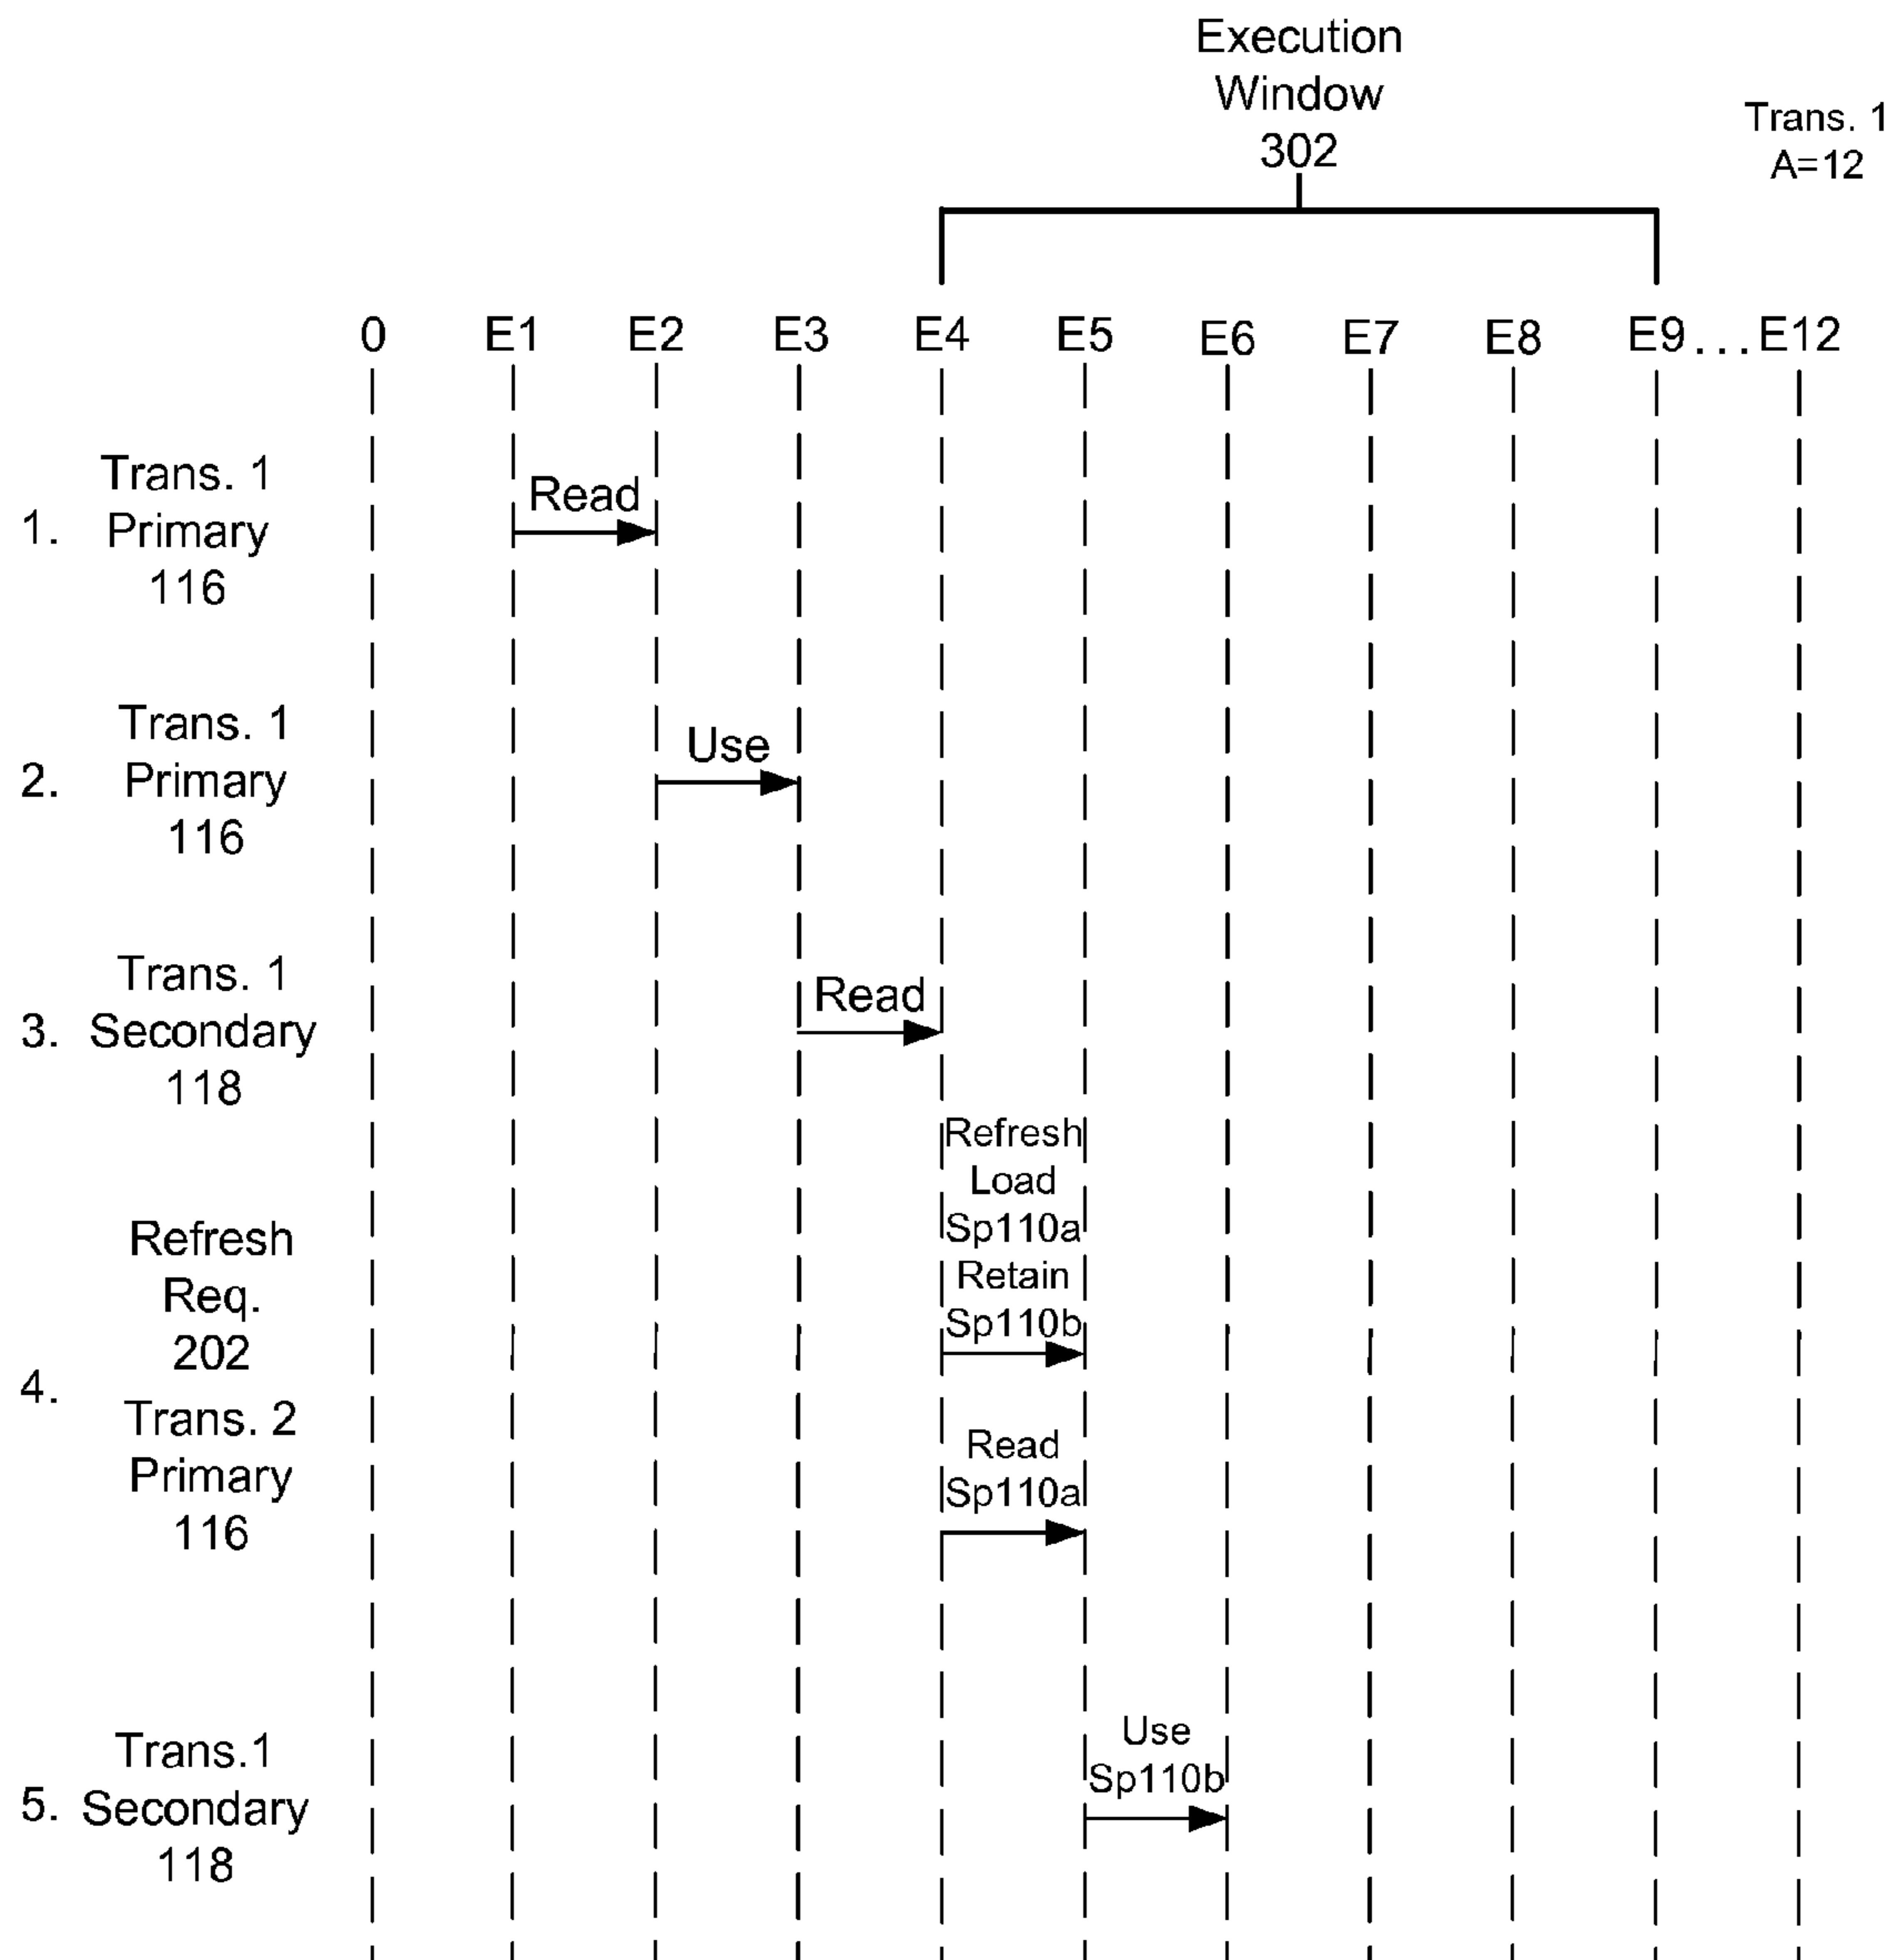 Execution
Window
302
Trans. 1
A=12
0 E1 E2 E3 E4 E5 E6 E7 E8 E9...E12
1. Trans. 1
Primary
116
Read
2. Trans. 1
Primary
116
Use
3. Trans. 1
Secondary
118
Read
4. Refresh
Req.
202
Refresh
Load
Sp110a
Retain
Sp110b
Trans. 2
Primary
116
Read
Sp110a
5. Trans.1
Secondary
118
Use
Sp110b